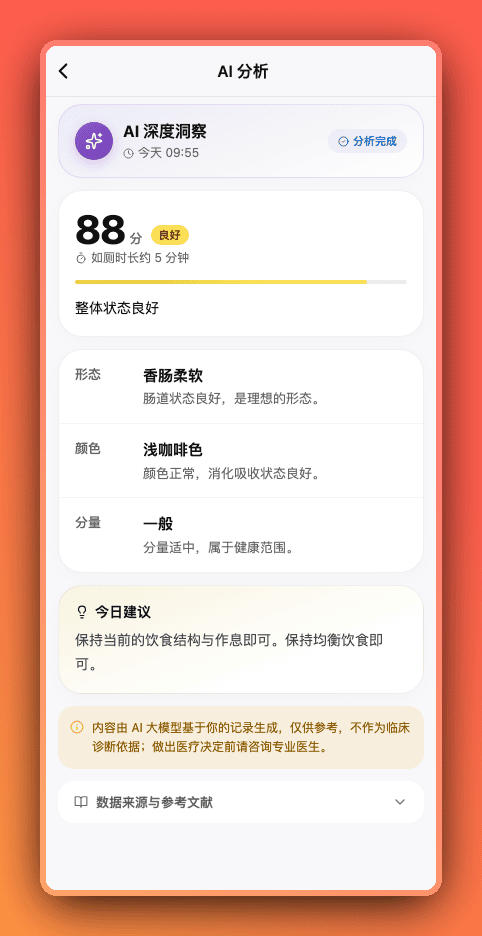 AI 分析
AI 深度洞察
今天 09:55
分析完成
88 分 良好
如厕时长约 5 分钟
整体状态良好
形态 香肠柔软
肠道状态良好，是理想的形态。
颜色 浅咖啡色
颜色正常，消化吸收状态良好。
分量 一般
分量适中，属于健康范围。
今日建议
保持当前的饮食结构与作息即可。保持均衡饮食即
可。
内容由 AI 大模型基于你的记录生成，仅供参考，不作为临床
诊断依据；做出医疗决定前请咨询专业医生。
数据来源与参考文献